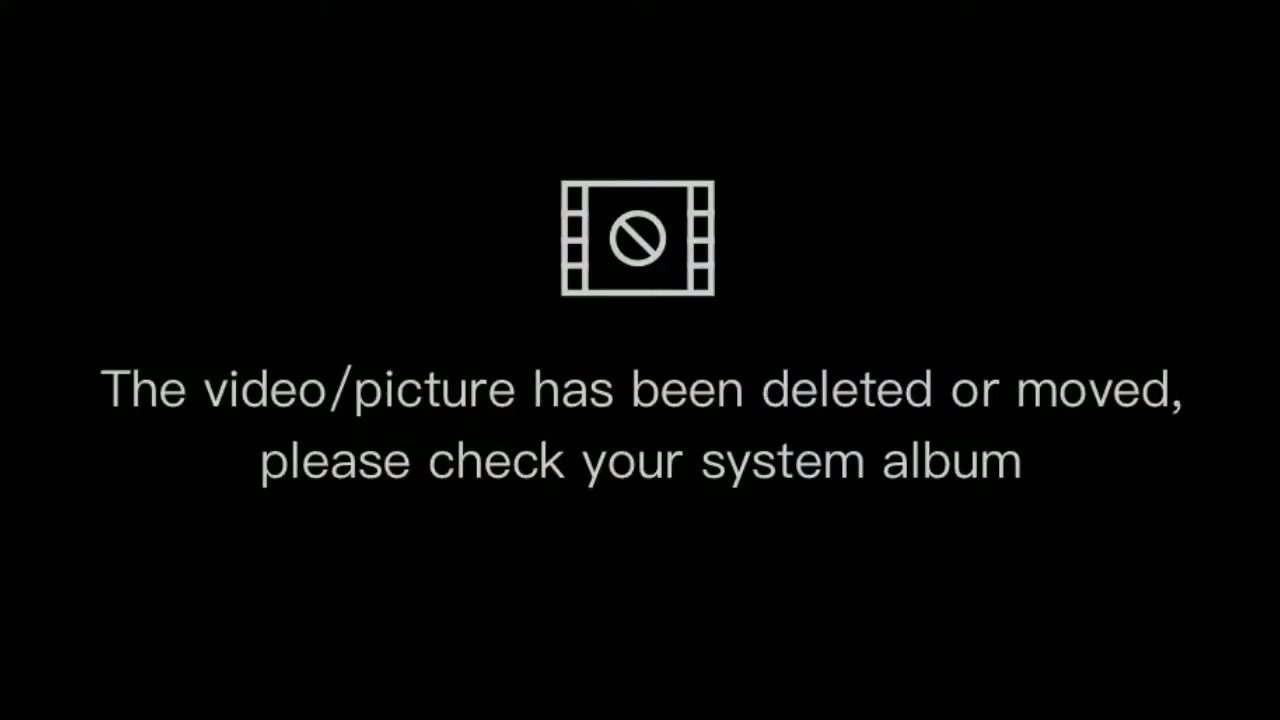 The video/picture has been deleted or moved,
please check your system album